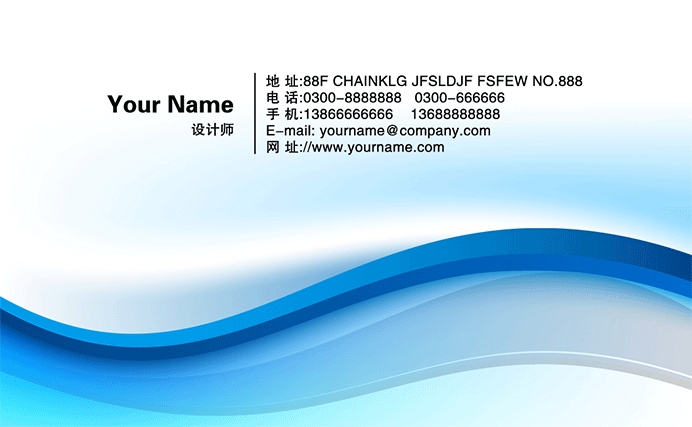 Your Name
设计师
地 址:88F CHAINKLG JFSLDJF FSFEW NO.888
电 话:0300-8888888 0300-666666
手 机:13866666666 13688888888
E-mail: yourname@company.com
网 址://www.yourname.com